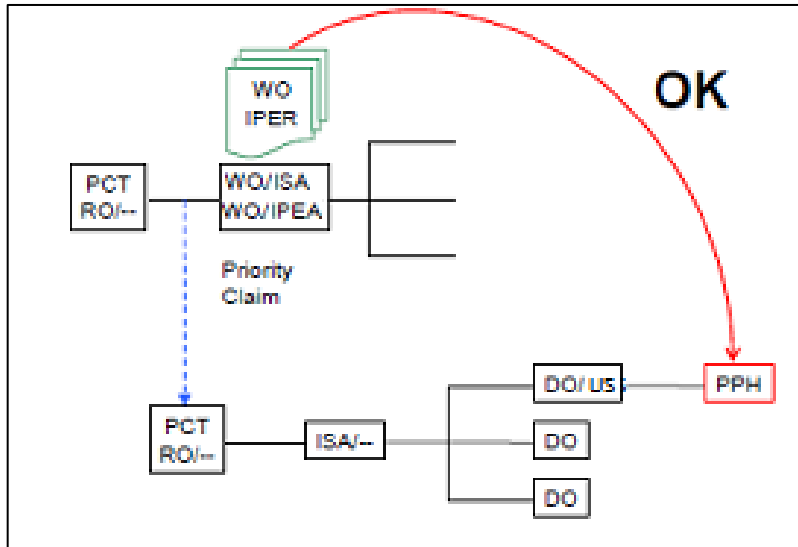 WO
IPER
OK
PCT
RO/--
WO/ISA
WO/IPEA
Priority
Claim
DO/US
PPH
PCT
RO/--
ISA/--
DO
DO